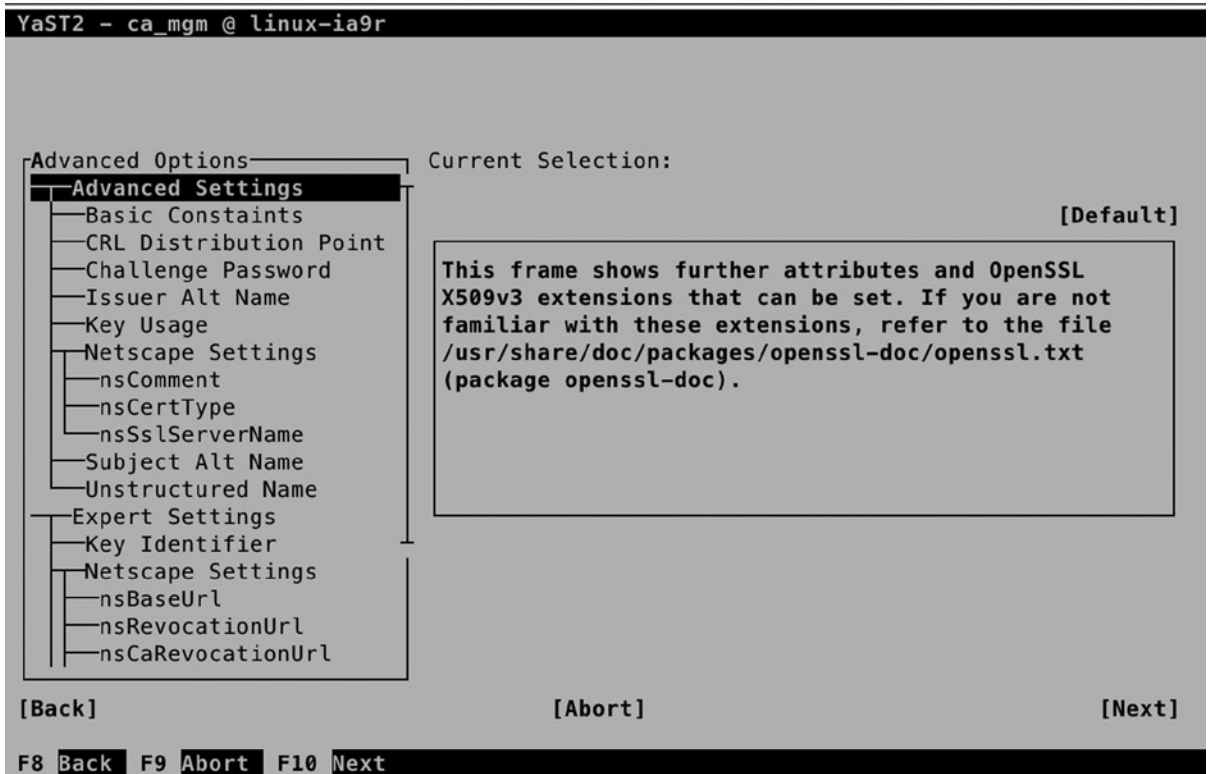 YaST2 - ca_mgm @ linux-ia9r
Advanced Options
Advanced Settings
Basic Constaints
CRL Distribution Point
Challenge Password
Issuer Alt Name
Key Usage
Netscape Settings
nsComment
nsCertType
nsSslServerName
Subject Alt Name
Unstructured Name
Expert Settings
Key Identifier
Netscape Settings
nsBaseUrl
nsRevocationUrl
nsCaRevocationUrl
Current Selection:
[Default]
This frame shows further attributes and OpenSSL
X509v3 extensions that can be set. If you are not
familiar with these extensions, refer to the file
/usr/share/doc/packages/openssl-doc/openssl.txt
(package openssl-doc).
[Back] [Abort] [Next]
F8 Back F9 Abort F10 Next